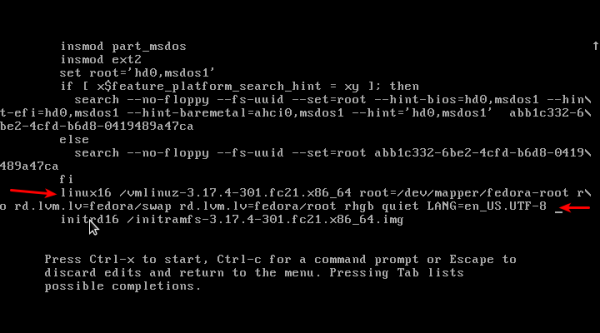 insmod part_msdos
insmod ext2
set root='hd0,msdos1'
if [ x$feature_platform_search_hint = xy ]; then
search --no-floppy --fs-uuid --set=root --hint-bios=hd0,msdos1 --hin\
t-efi=hd0,msdos1 --hint-baremetal=ahci0,msdos1 --hint='hd0,msdos1'  abb1c332-6\
be2-4cfd-b6d8-0419489a47ca
else
search --no-floppy --fs-uuid --set=root abb1c332-6be2-4cfd-b6d8-0419\
489a47ca
fi
linux16 /vmlinuz-3.17.4-301.fc21.x86_64 root=/dev/mapper/fedora-root r\
o rd.lvm.lv=fedora/swap rd.lvm.lv=fedora/root rhgb quiet LANG=en_US.UTF-8 _
initrd16 /initramfs-3.17.4-301.fc21.x86_64.img
Press Ctrl-x to start, Ctrl-c for a command prompt or Escape to
discard edits and return to the menu. Pressing Tab lists
possible completions.